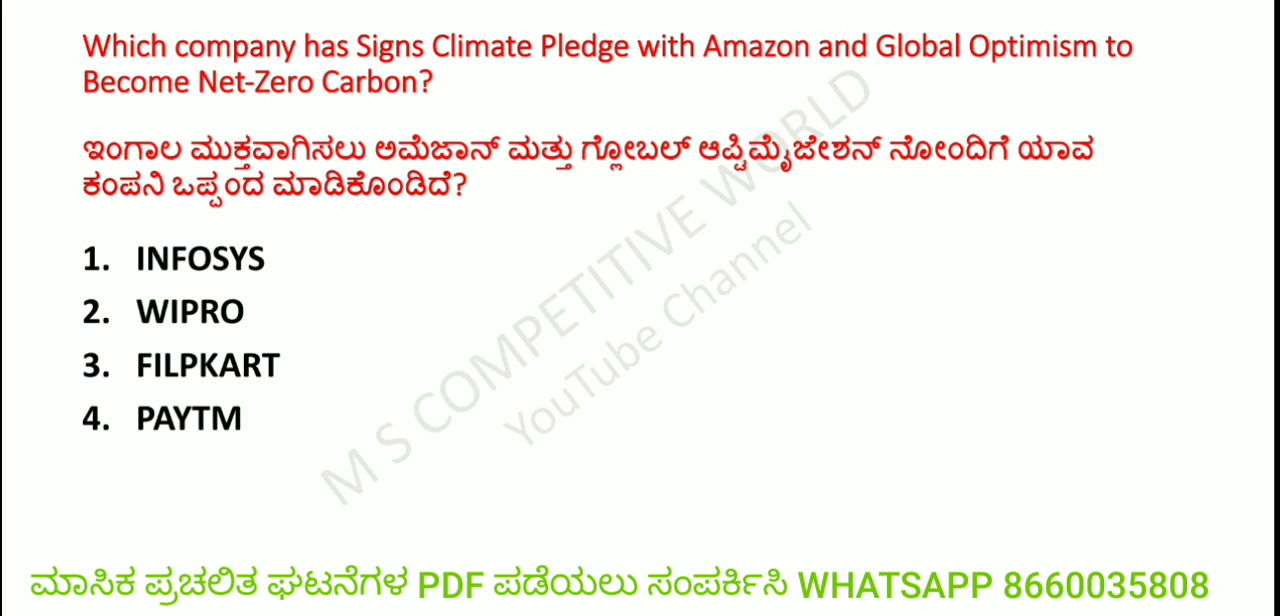 Which company has Signs Climate Pledge with Amazon and Global Optimism to
Become Net-Zero Carbon?
ಇಂಗಾಲ ಮುಕ್ತವಾಗಿಸಲು ಅಮೆಜಾನ್ ಮತ್ತು ಗ್ಲೋಬಲ್ ಆಪ್ಟಿಮೈಜೇಶನ್ ನೋಂದಿಗೆ ಯಾವ
ಕಂಪನಿ ಒಪ್ಪಂದ ಮಾಡಿಕೊಂಡಿದೆ?
1. INFOSYS
2. WIPRO
3. FILPKART
4. PAYTM
M S COMPETITIVE WORLD
YouTube Channel
ಮಾಸಿಕ ಪ್ರಚಲಿತ ಘಟನೆಗಳ PDF ಪಡೆಯಲು ಸಂಪರ್ಕಿಸಿ WHATSAPP 8660035808